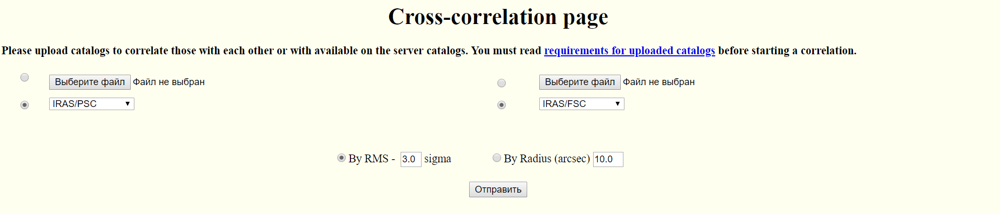 Cross-correlation page
Please upload catalogs to correlate those with each other or with available on the server catalogs. You must read requirements for uploaded catalogs before starting a correlation.
Выберите файл Файл не выбран Выберите файл Файл не выбран
IRAS/PSC IRAS/FSC
By RMS - 3.0 sigma By Radius (arcsec) 10.0
Отправить